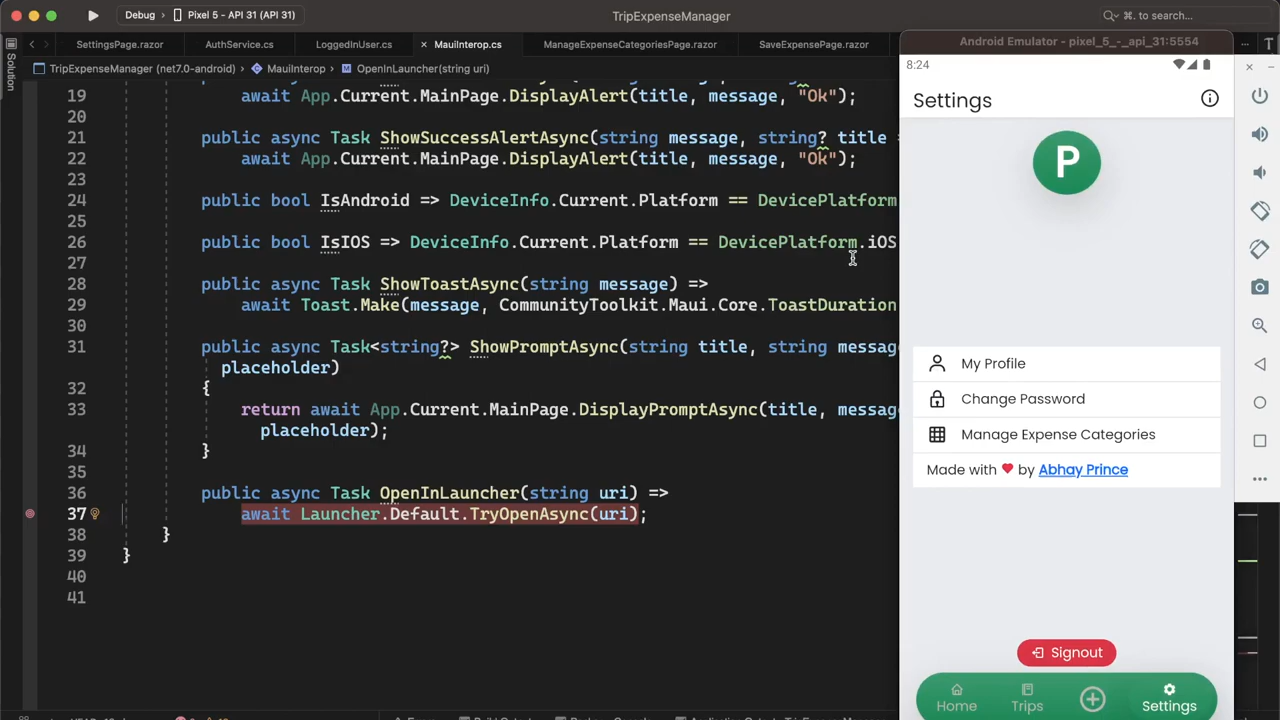 Debug > Pixel 5 - API 31 (API 31)
TripExpenseManager
⌘. to search...
SettingsPage.razor
AuthService.cs
LoggedInUser.cs
× MauiInterop.cs
ManageExpenseCategoriesPage.razor
SaveExpensePage.razor
Solution
TripExpenseManager (net7.0-android) > MauiInterop > OpenInLauncher(string uri)
19 await App.Current.MainPage.DisplayAlert(title, message, "Ok");
20
21 public async Task ShowSuccessAlertAsync(string message, string? title =
22 await App.Current.MainPage.DisplayAlert(title, message, "Ok");
23
24 public bool IsAndroid => DeviceInfo.Current.Platform == DevicePlatform
25
26 public bool IsIOS => DeviceInfo.Current.Platform == DevicePlatform.iOS
27
28 public async Task ShowToastAsync(string message) =>
29 await Toast.Make(message, CommunityToolkit.Maui.Core.ToastDuration
30
31 public async Task<string?> ShowPromptAsync(string title, string messag
placeholder)
32 {
33 return await App.Current.MainPage.DisplayPromptAsync(title, messag
placeholder);
34 }
35
36 public async Task OpenInLauncher(string uri) =>
37 await Launcher.Default.TryOpenAsync(uri);
38 }
39 }
40
41
Android Emulator - pixel_5_-_api_31:5554
8:24
Settings
P
My Profile
Change Password
Manage Expense Categories
Made with ❤ by Abhay Prince
Signout
Home
Trips
Settings